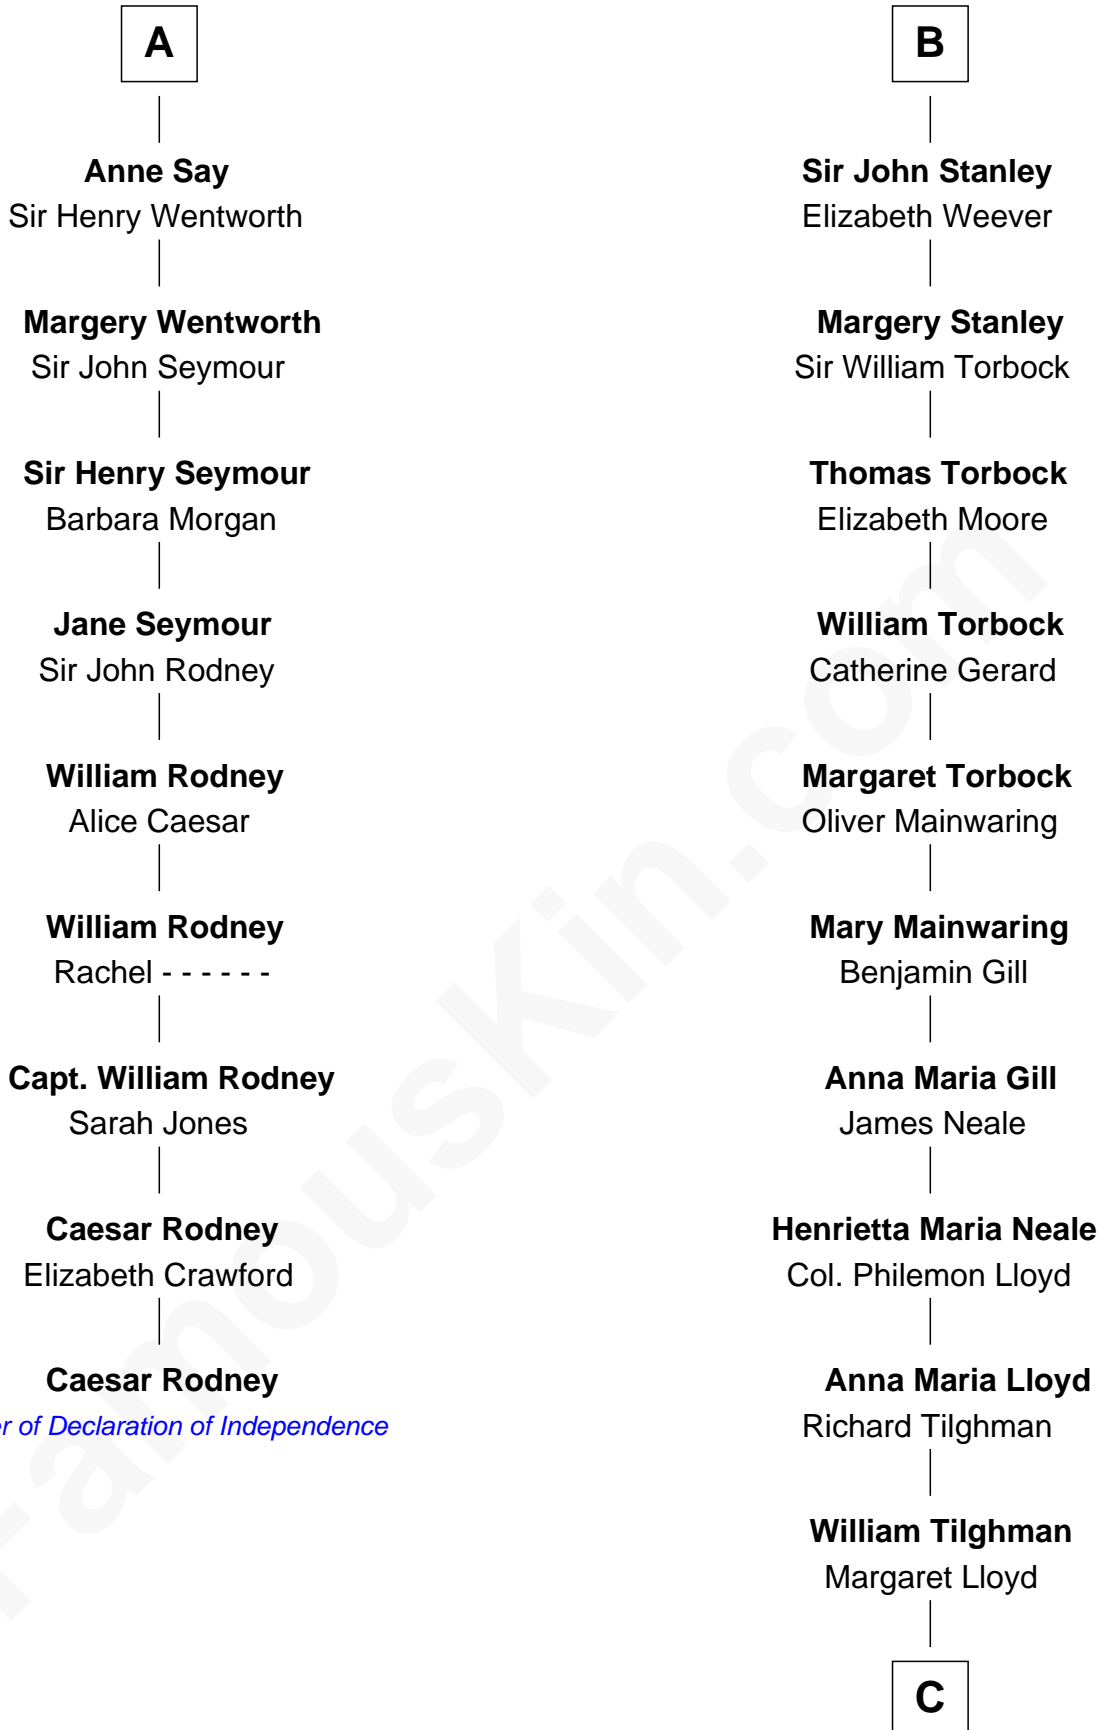 A
Anne Say
Sir Henry Wentworth
Margery Wentworth
Sir John Seymour
Sir Henry Seymour
Barbara Morgan
Jane Seymour
Sir John Rodney
William Rodney
Alice Caesar
William Rodney
Rachel - - - - - -
Capt. William Rodney
Sarah Jones
Caesar Rodney
Elizabeth Crawford
Caesar Rodney
of Declaration of Independence
B
Sir John Stanley
Elizabeth Weever
Margery Stanley
Sir William Torbock
Thomas Torbock
Elizabeth Moore
William Torbock
Catherine Gerard
Margaret Torbock
Oliver Mainwaring
Mary Mainwaring
Benjamin Gill
Anna Maria Gill
James Neale
Henrietta Maria Neale
Col. Philemon Lloyd
Anna Maria Lloyd
Richard Tilghman
William Tilghman
Margaret Lloyd
C
FamousKin.com